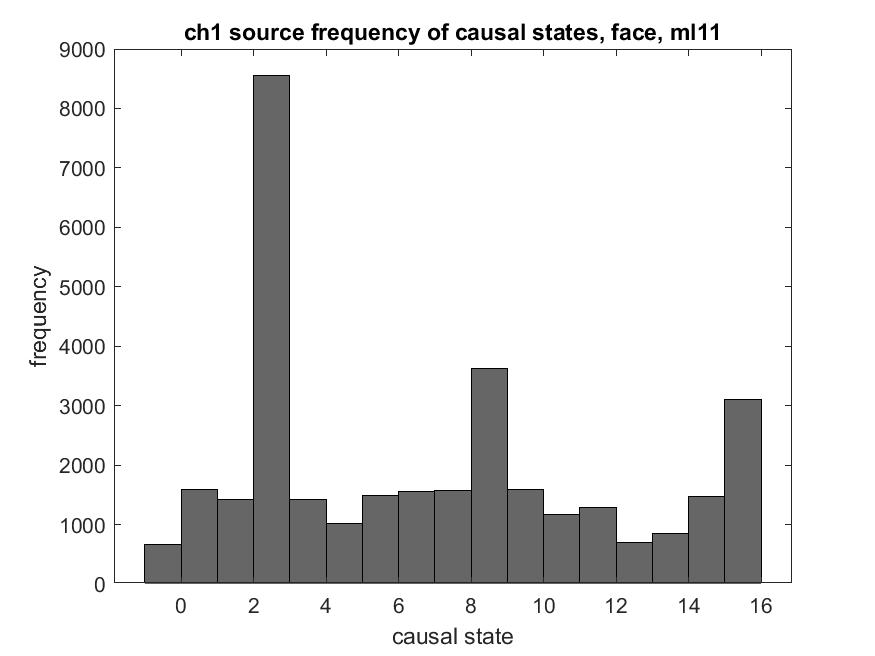 ch1 source frequency of causal states, face, ml11
9000
8000
7000
6000
5000
4000
3000
2000
1000
0
frequency
0 2 4 6 8 10 12 14 16
causal state